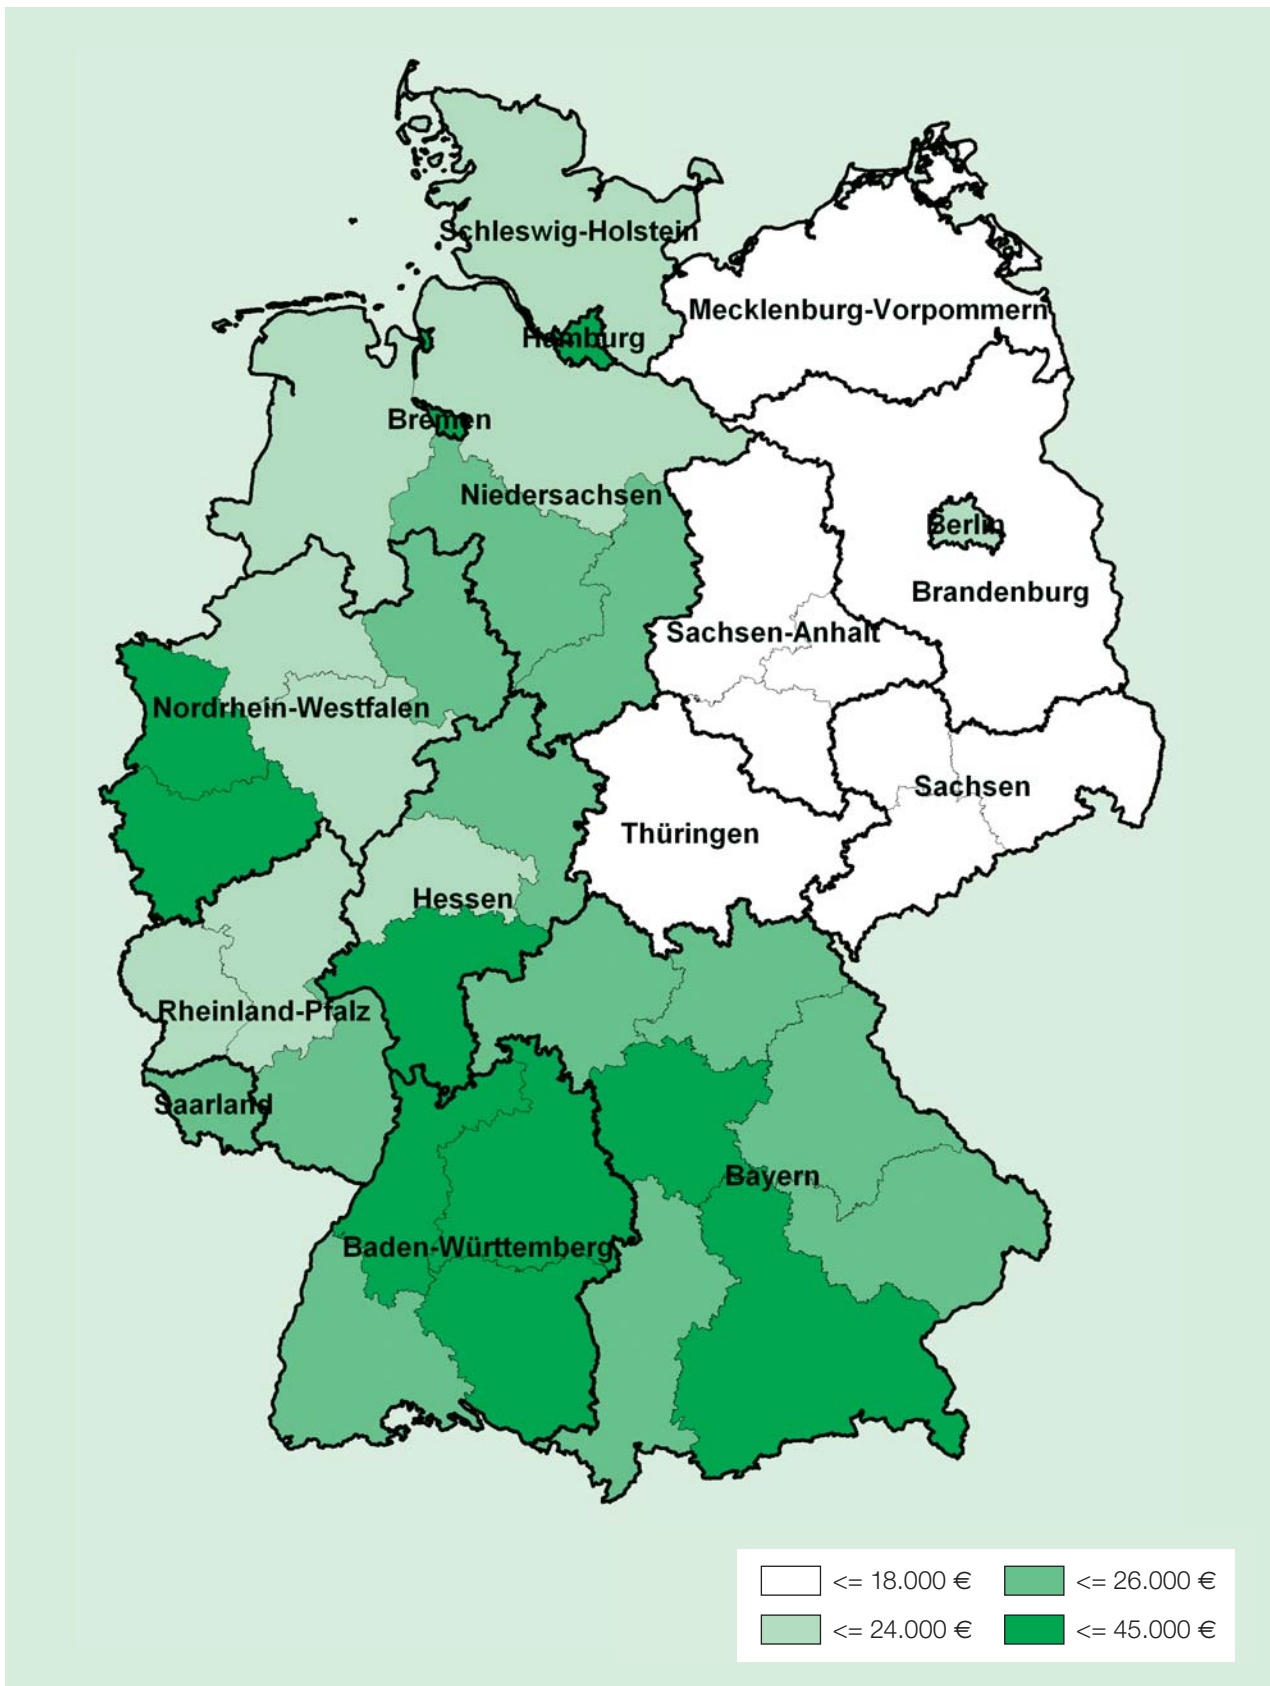 Schleswig-Holstein
Mecklenburg-Vorpommern
Hamburg
Bremen
Niedersachsen
Berlin
Brandenburg
Sachsen-Anhalt
Nordrhein-Westfalen
Sachsen
Thüringen
Hessen
Rheinland-Pfalz
Saarland
Bayern
Baden-Württemberg
<= 18.000 €
<= 26.000 €
<= 24.000 €
<= 45.000 €